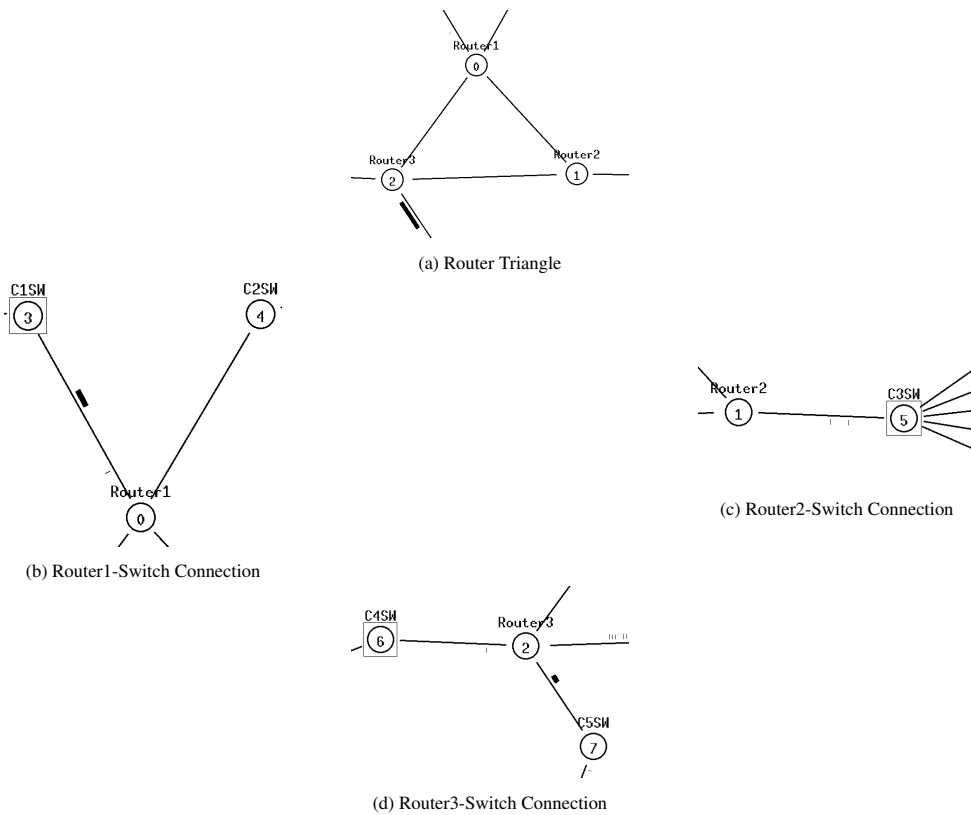 Router1
0
Router3
2
Router2
1
(a) Router Triangle
C1SW
3
C2SW
4
Router1
0
(b) Router1-Switch Connection
Router2
1
C3SW
5
(c) Router2-Switch Connection
C4SW
6
Router3
2
C5SW
7
(d) Router3-Switch Connection